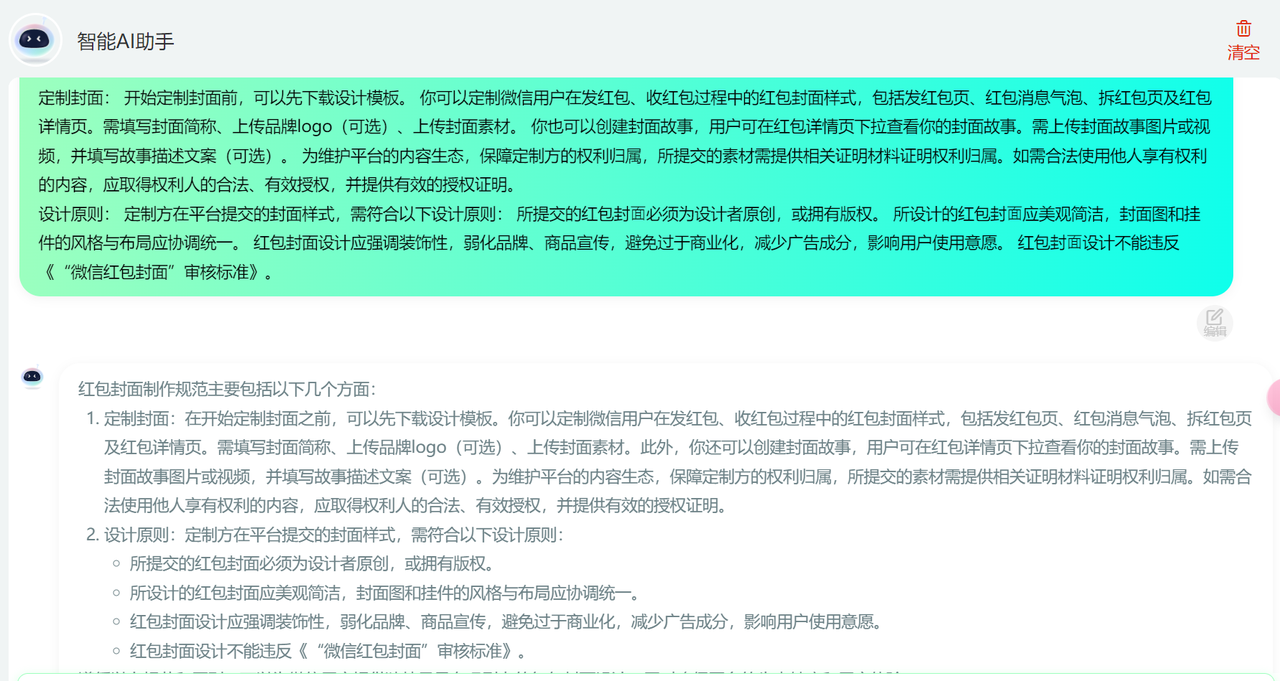 智能AI助手
清空
定制封面： 开始定制封面前，可以先下载设计模板。 你可以定制微信用户在发红包、收红包过程中的红包封面样式，包括发红包页、红包消息气泡、拆红包页及红包
详情页。需填写封面简称、上传品牌logo（可选）、上传封面素材。 你也可以创建封面故事，用户可在红包详情页下拉查看你的封面故事。需上传封面故事图片或视
频，并填写故事描述文案（可选）。 为维护平台的内容生态，保障定制方的权利归属，所提交的素材需提供相关证明材料证明权利归属。如需合法使用他人享有权利
的内容，应取得权利人的合法、有效授权，并提供有效的授权证明。
设计原则： 定制方在平台提交的封面样式，需符合以下设计原则： 所提交的红包封面必须为设计者原创，或拥有版权。 所设计的红包封面应美观简洁，封面图和挂
件的风格与布局应协调统一。 红包封面设计应强调装饰性，弱化品牌、商品宣传，避免过于商业化，减少广告成分，影响用户使用意愿。 红包封面设计不能违反
《“微信红包封面”审核标准》。
编辑
红包封面制作规范主要包括以下几个方面：
1. 定制封面：在开始定制封面之前，可以先下载设计模板。你可以定制微信用户在发红包、收红包过程中的红包封面样式，包括发红包页、红包消息气泡、拆红包页
及红包详情页。需填写封面简称、上传品牌logo（可选）、上传封面素材。此外，你还可以创建封面故事，用户可在红包详情页下拉查看你的封面故事。需上传
封面故事图片或视频，并填写故事描述文案（可选）。为维护平台的内容生态，保障定制方的权利归属，所提交的素材需提供相关证明材料证明权利归属。如需合
法使用他人享有权利的内容，应取得权利人的合法、有效授权，并提供有效的授权证明。
2. 设计原则：定制方在平台提交的封面样式，需符合以下设计原则：
所提交的红包封面必须为设计者原创，或拥有版权。
所设计的红包封面应美观简洁，封面图和挂件的风格与布局应协调统一。
红包封面设计应强调装饰性，弱化品牌、商品宣传，避免过于商业化，减少广告成分，影响用户使用意愿。
红包封面设计不能违反《“微信红包封面”审核标准》。